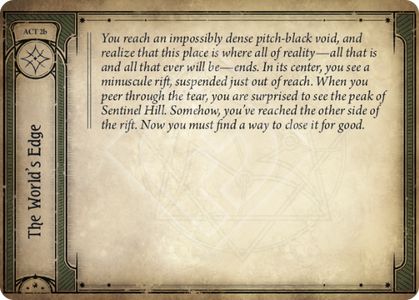 ACT 2b
The World's Edge
You reach an impossibly dense pitch-black void, and
realize that this place is where all of reality—all that is
and all that ever will be—ends. In its center, you see a
minuscule rift, suspended just out of reach. When you
peer through the tear, you are surprised to see the peak of
Sentinel Hill. Somehow, you've reached the other side of
the rift. Now you must find a way to close it for good.